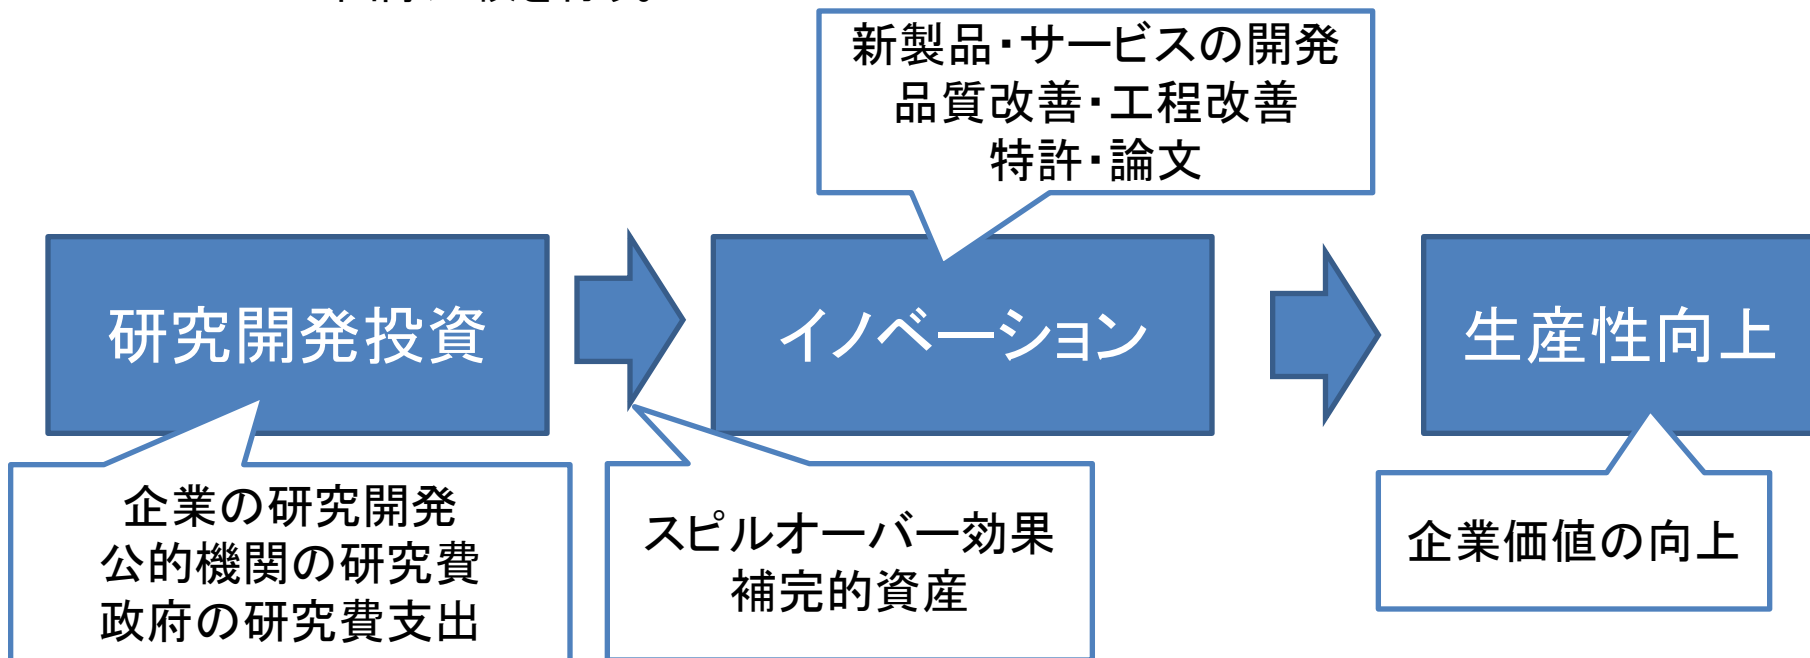 新製品・サービスの開発
品質改善・工程改善
特許・論文
研究開発投資
イノベーション
生産性向上
企業の研究開発
公的機関の研究費
政府の研究費支出
スピルオーバー効果
補完的資産
企業価値の向上